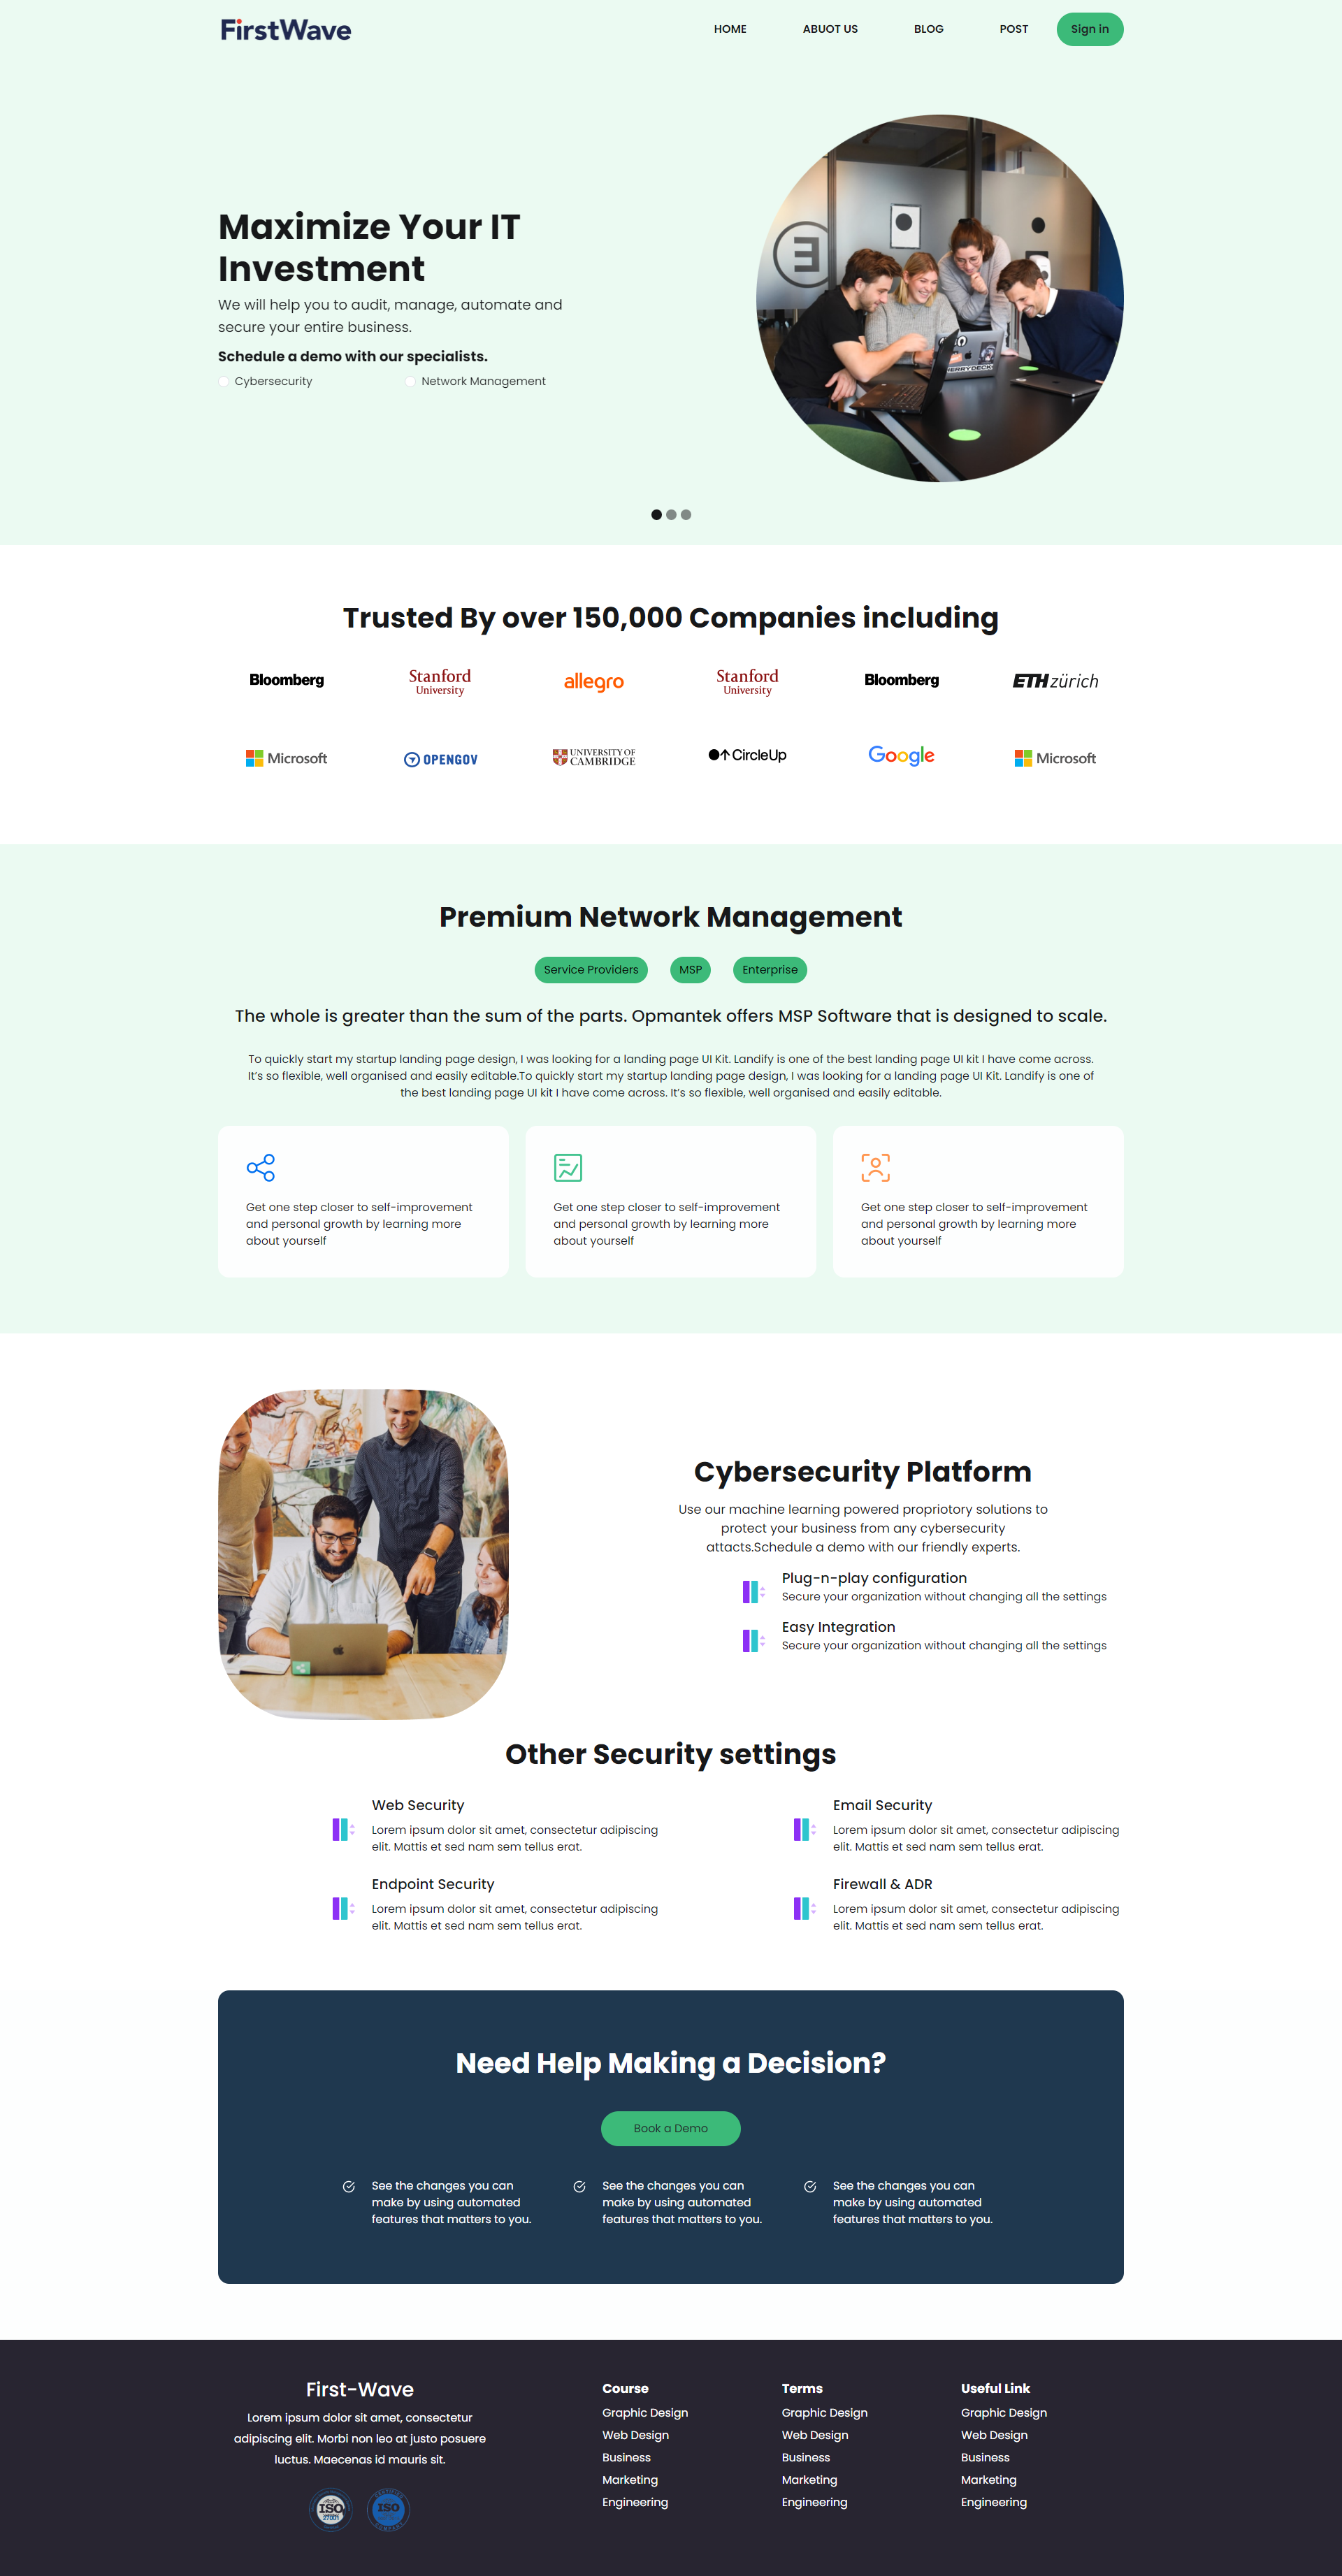 FirstWave
HOME
ABUOT US
BLOG
POST
Sign in
Maximize Your IT
Investment
We will help you to audit, manage, automate and
secure your entire business.
Schedule a demo with our specialists.
Cybersecurity
Network Management
Trusted By over 150,000 Companies including
Bloomberg
Stanford
University
allegro
Stanford
University
Bloomberg
ETH zürich
Microsoft
OPENGOV
UNIVERSITY OF
CAMBRIDGE
CircleUp
Google
Microsoft
Premium Network Management
Service Providers
MSP
Enterprise
The whole is greater than the sum of the parts. Opmantek offers MSP Software that is designed to scale.
To quickly start my startup landing page design, I was looking for a landing page UI Kit. Landify is one of the best landing page UI kit I have come across.
It's so flexible, well organised and easily editable.To quickly start my startup landing page design, I was looking for a landing page UI Kit. Landify is one of
the best landing page UI kit I have come across. It's so flexible, well organised and easily editable.
Get one step closer to self-improvement
and personal growth by learning more
about yourself
Get one step closer to self-improvement
and personal growth by learning more
about yourself
Get one step closer to self-improvement
and personal growth by learning more
about yourself
Cybersecurity Platform
Use our machine learning powered propriotory solutions to
protect your business from any cybersecurity
attacts.Schedule a demo with our friendly experts.
Plug-n-play configuration
Secure your organization without changing all the settings
Easy Integration
Secure your organization without changing all the settings
Other Security settings
Web Security
Lorem ipsum dolor sit amet, consectetur adipiscing
elit. Mattis et sed nam sem tellus erat.
Email Security
Lorem ipsum dolor sit amet, consectetur adipiscing
elit. Mattis et sed nam sem tellus erat.
Endpoint Security
Lorem ipsum dolor sit amet, consectetur adipiscing
elit. Mattis et sed nam sem tellus erat.
Firewall & ADR
Lorem ipsum dolor sit amet, consectetur adipiscing
elit. Mattis et sed nam sem tellus erat.
Need Help Making a Decision?
Book a Demo
See the changes you can
make by using automated
features that matters to you.
See the changes you can
make by using automated
features that matters to you.
See the changes you can
make by using automated
features that matters to you.
First-Wave
Lorem ipsum dolor sit amet, consectetur
adipiscing elit. Morbi non leo at justo posuere
luctus. Maecenas id mauris sit.
ISO
ISO
Course
Graphic Design
Web Design
Business
Marketing
Engineering
Terms
Graphic Design
Web Design
Business
Marketing
Engineering
Useful Link
Graphic Design
Web Design
Business
Marketing
Engineering